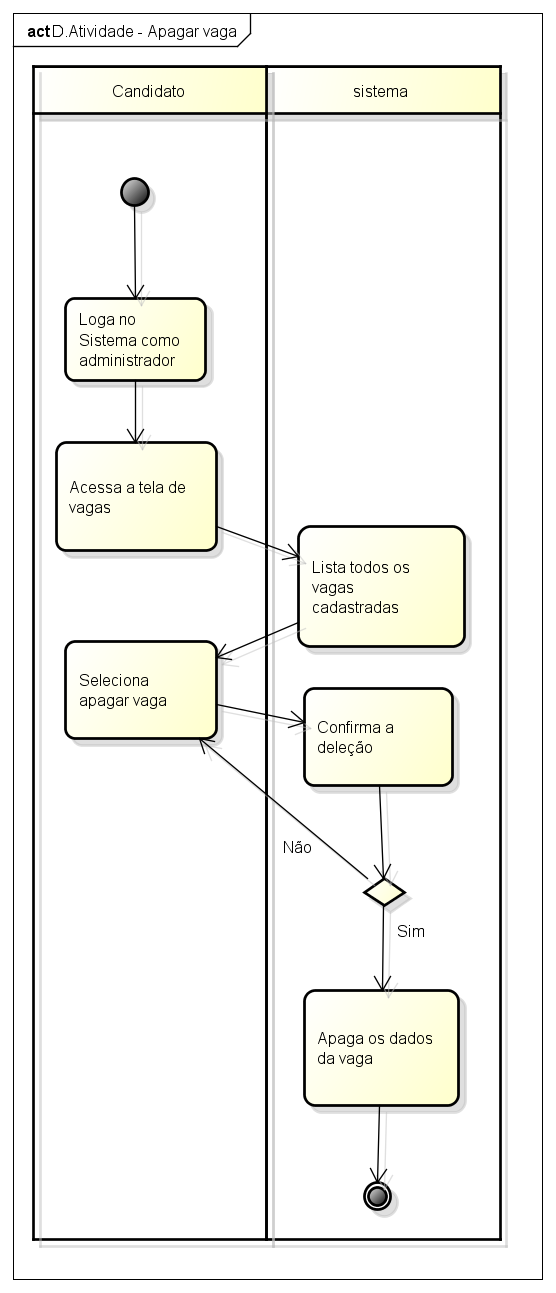 act D.Atividade - Apagar vaga
Candidato
sistema
Loga no
Sistema como
administrador
Acessa a tela de
vagas
Lista todos os
vagas
cadastradas
Seleciona
apagar vaga
Confirma a
deleção
Não
Sim
Apaga os dados
da vaga